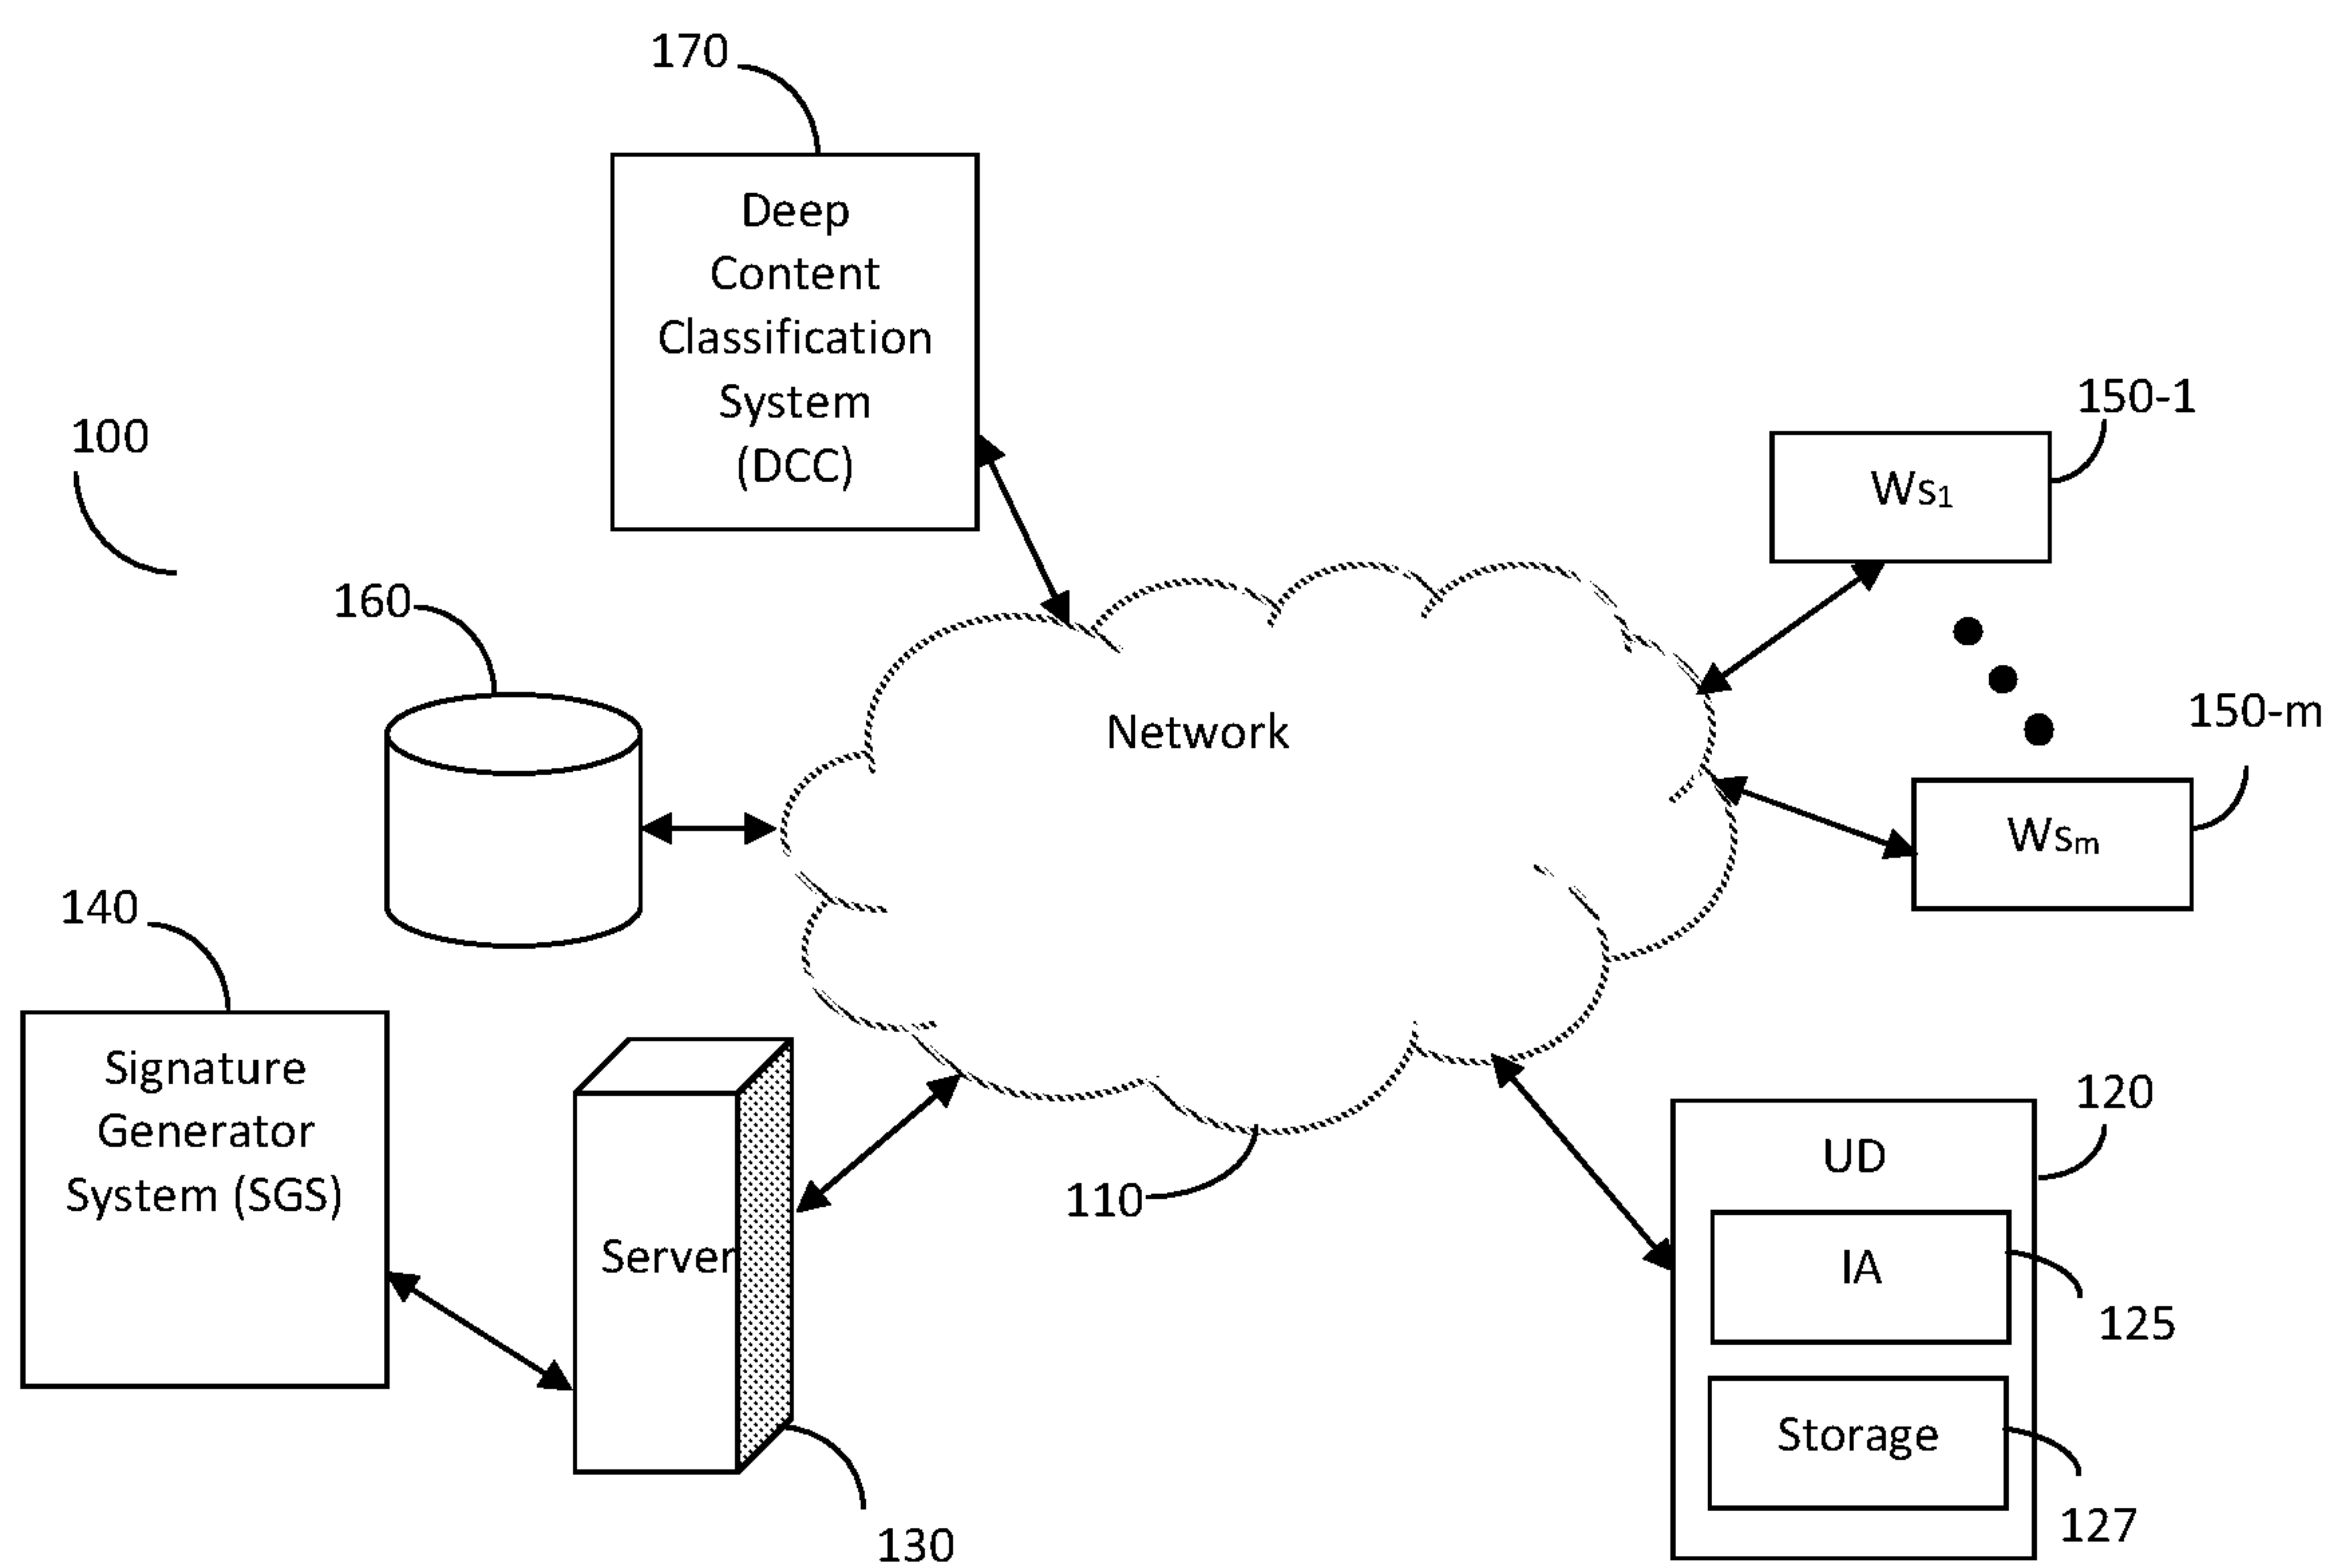 170
Deep
Content
Classification
System
(DCC)
100
150-1
Ws₁
160
150-m
Network
Wsₘ
140
Signature
Generator
System (SGS)
Server
110
120
UD
IA
125
Storage
127
130